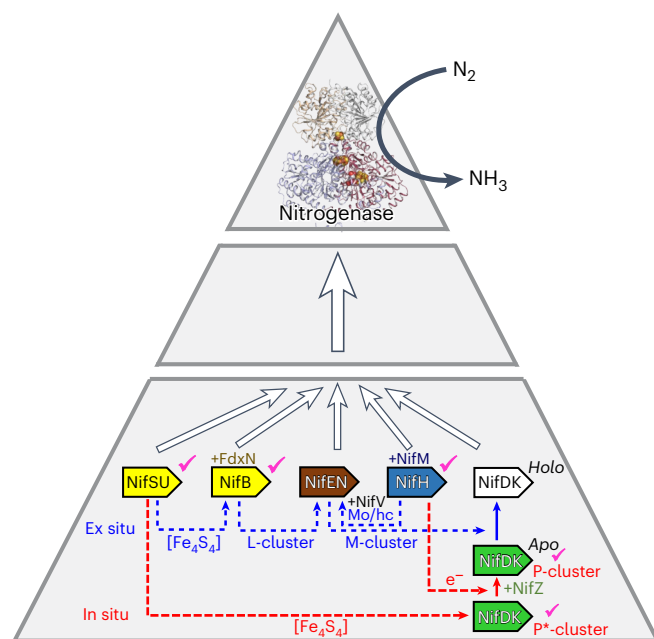 N₂
NH₃
Nitrogenase
+FdxN
+NifM
NifSU
NifB
NifEN
NifH
NifDK
Holo
+NifV
Mo/hc
Ex situ
[Fe₄S₄]
L-cluster
M-cluster
Apo
NifDK
P-cluster
e⁻
+NifZ
In situ
[Fe₄S₄]
NifDK
P*-cluster